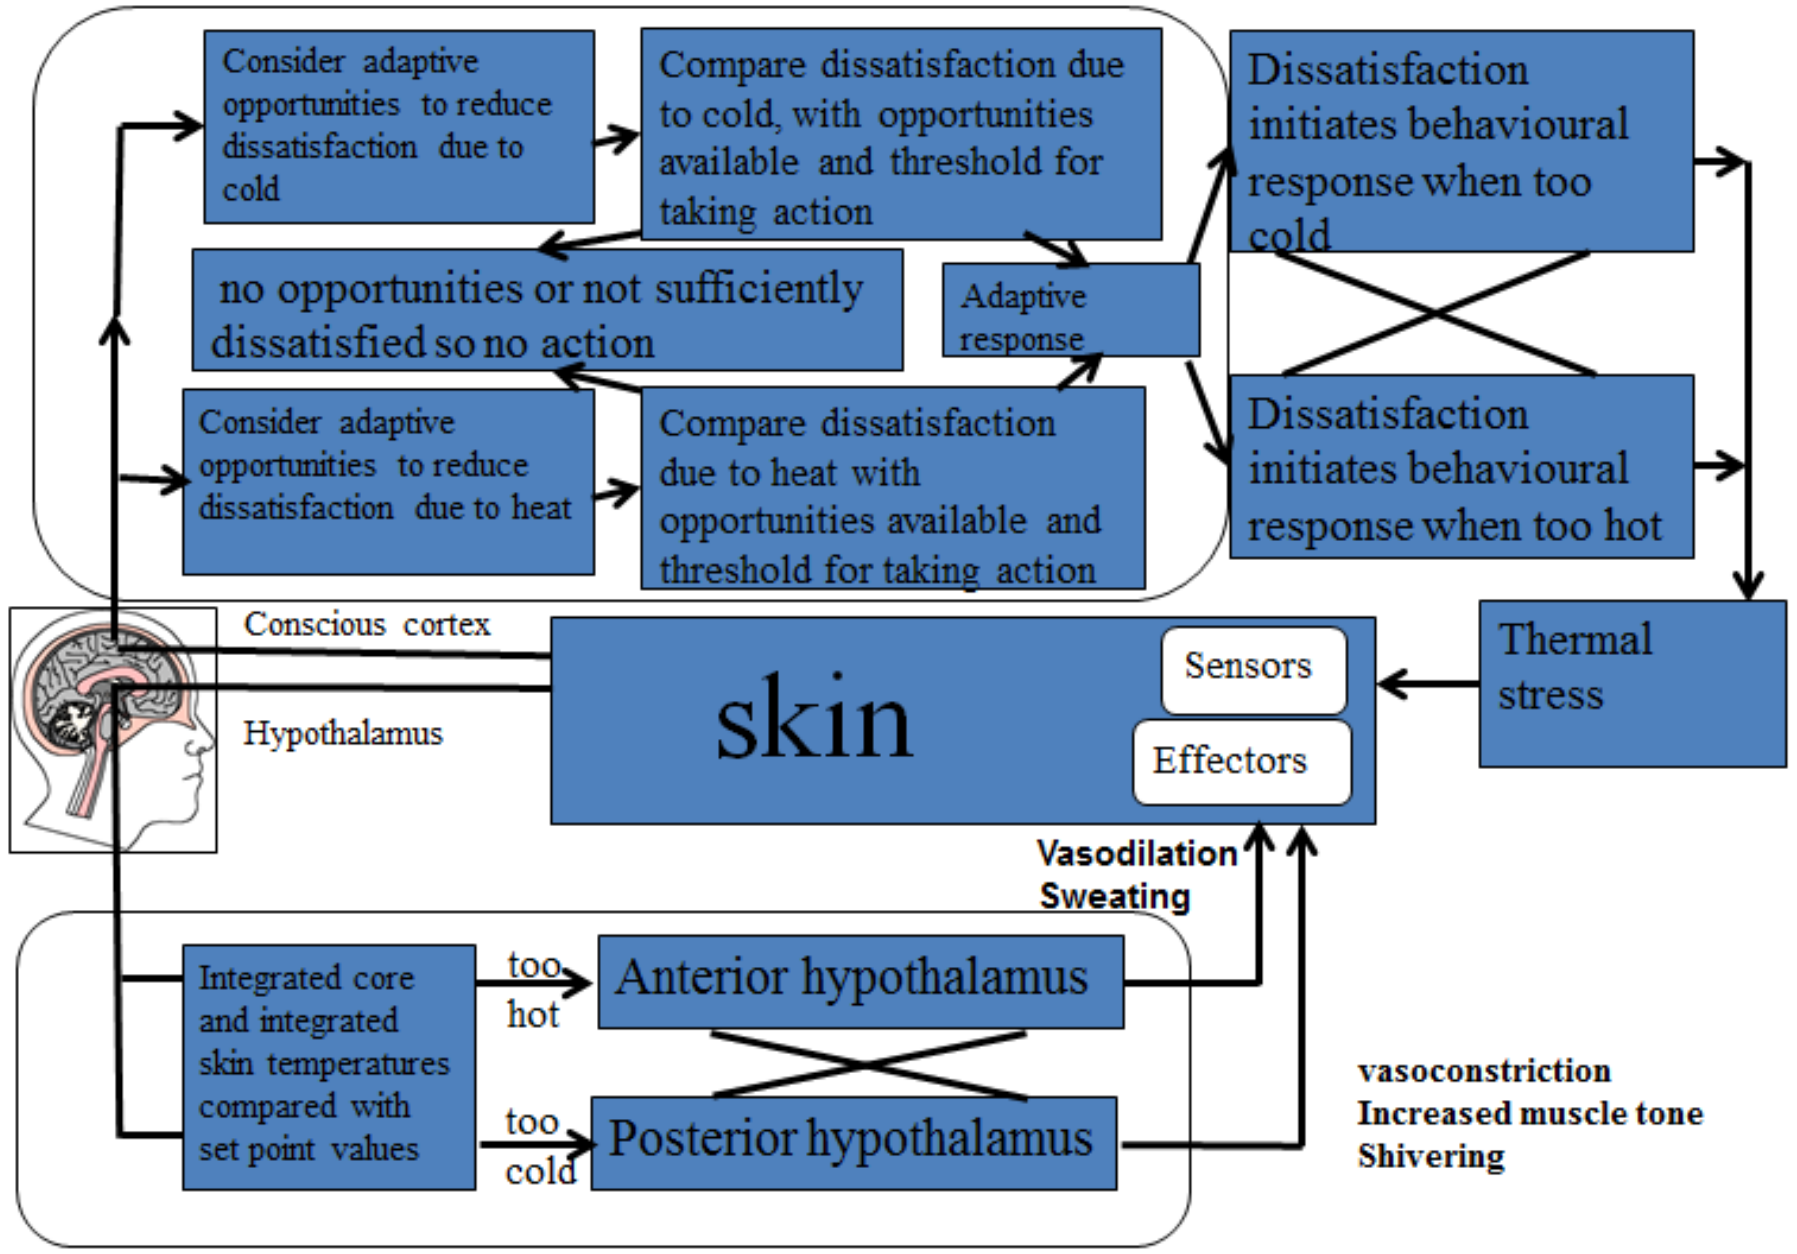 Consider adaptive
opportunities to reduce
dissatisfaction due to
cold
Compare dissatisfaction due
to cold, with opportunities
available and threshold for
taking action
Dissatisfaction
initiates behavioural
response when too
cold
no opportunities or not sufficiently
dissatisfied so no action
Adaptive
response
Consider adaptive
opportunities to reduce
dissatisfaction due to heat
Compare dissatisfaction
due to heat with
opportunities available and
threshold for taking action
Dissatisfaction
initiates behavioural
response when too hot
Conscious cortex
Hypothalamus
skin
Sensors
Effectors
Thermal
stress
Vasodilation
Sweating
Integrated core
and integrated
skin temperatures
compared with
set point values
too
hot
Anterior hypothalamus
too
cold
Posterior hypothalamus
vasoconstriction
Increased muscle tone
Shivering